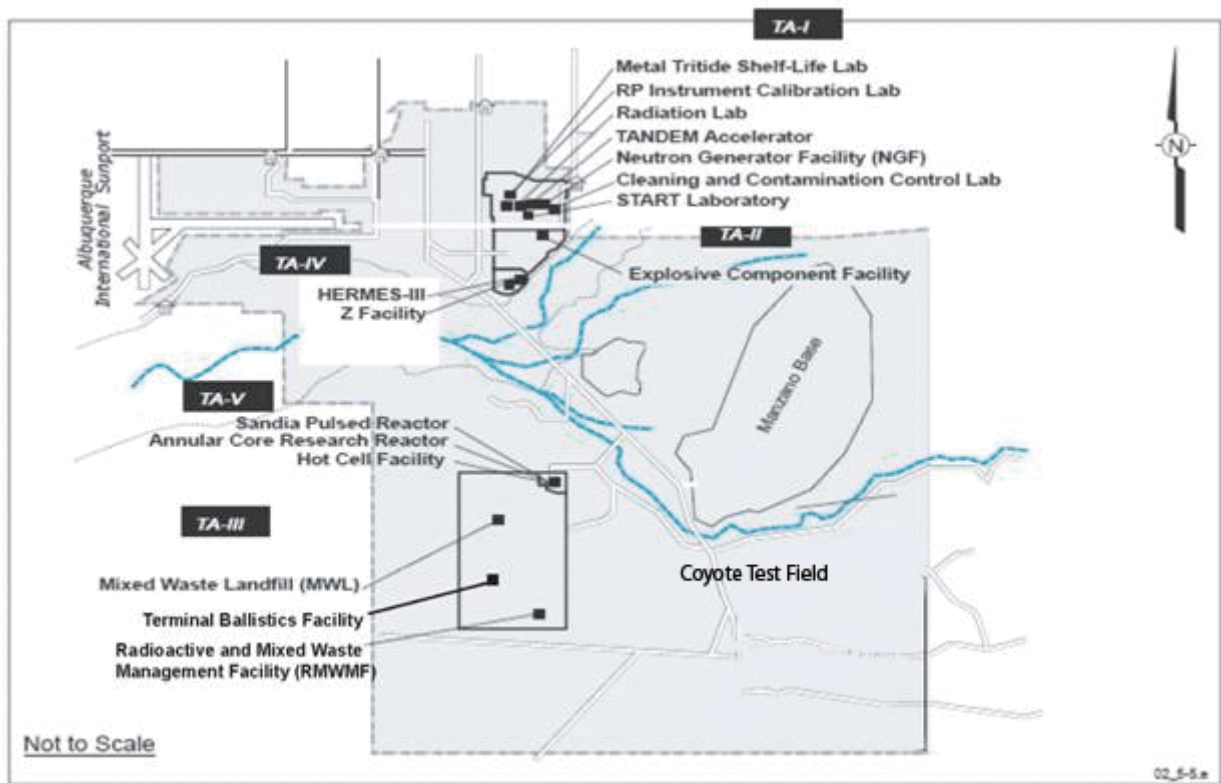 TA-I
Metal Tritide Shelf-Life Lab
RP Instrument Calibration Lab
Radiation Lab
TANDEM Accelerator
Neutron Generator Facility (NGF)
Cleaning and Contamination Control Lab
START Laboratory
N
Albuquerque
International Sunport
TA-II
TA-IV
Explosive Component Facility
HERMES-III
Z Facility
Manzano Base
TA-V
Sandia Pulsed Reactor
Annular Core Research Reactor
Hot Cell Facility
TA-III
Mixed Waste Landfill (MWL)
Coyote Test Field
Terminal Ballistics Facility
Radioactive and Mixed Waste
Management Facility (RMWMF)
Not to Scale
02_5-5.a